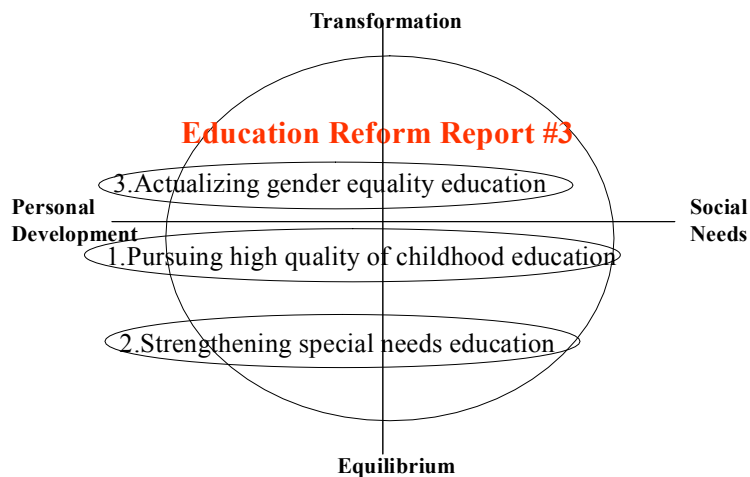 Transformation
Education Reform Report #3
3.Actualizing gender equality education
Personal
Development
Social
Needs
1.Pursuing high quality of childhood education
2.Strengthening special needs education
Equilibrium